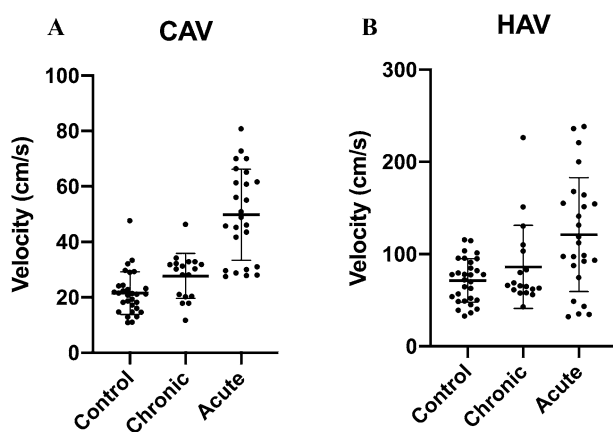 A
CAV
Velocity (cm/s)
100
80
60
40
20
0
Control
Chronic
Acute
B
HAV
Velocity (cm/s)
300
200
100
0
Control
Chronic
Acute